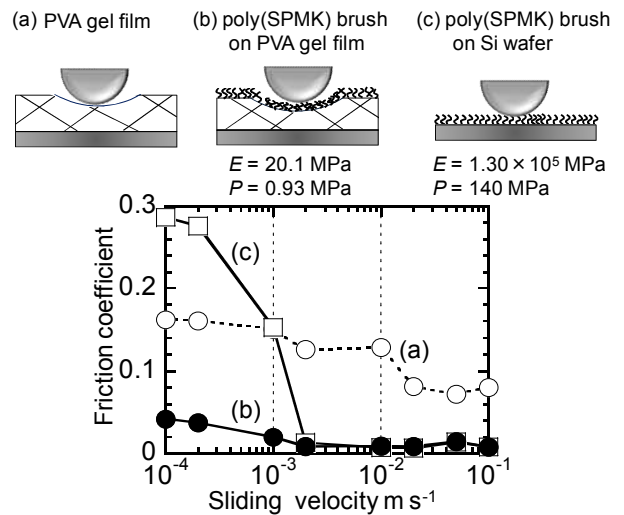 (a) PVA gel film
(b) poly(SPMK) brush
on PVA gel film
(c) poly(SPMK) brush
on Si wafer
E = 20.1 MPa
P = 0.93 MPa
E = 1.30 × 10⁵ MPa
P = 140 MPa
0.3
0.2
0.1
0
Friction coefficient
(c)
(a)
(b)
10⁻⁴
10⁻³
10⁻²
10⁻¹
Sliding velocity m s⁻¹